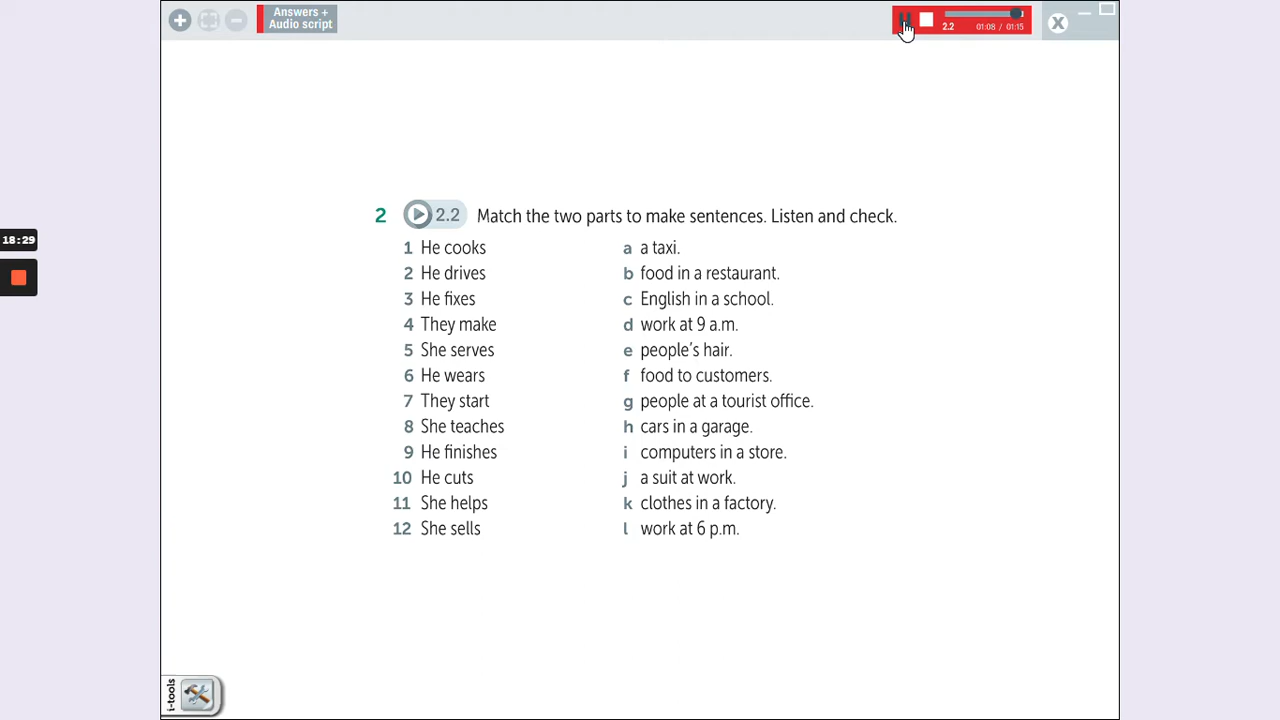 Answers +
Audio script
2.2 01:08 / 01:15
X
18:29
2 2.2 Match the two parts to make sentences. Listen and check.
1 He cooks a a taxi.
2 He drives b food in a restaurant.
3 He fixes c English in a school.
4 They make d work at 9 a.m.
5 She serves e people's hair.
6 He wears f food to customers.
7 They start g people at a tourist office.
8 She teaches h cars in a garage.
9 He finishes i computers in a store.
10 He cuts j a suit at work.
11 She helps k clothes in a factory.
12 She sells l work at 6 p.m.
i-tools